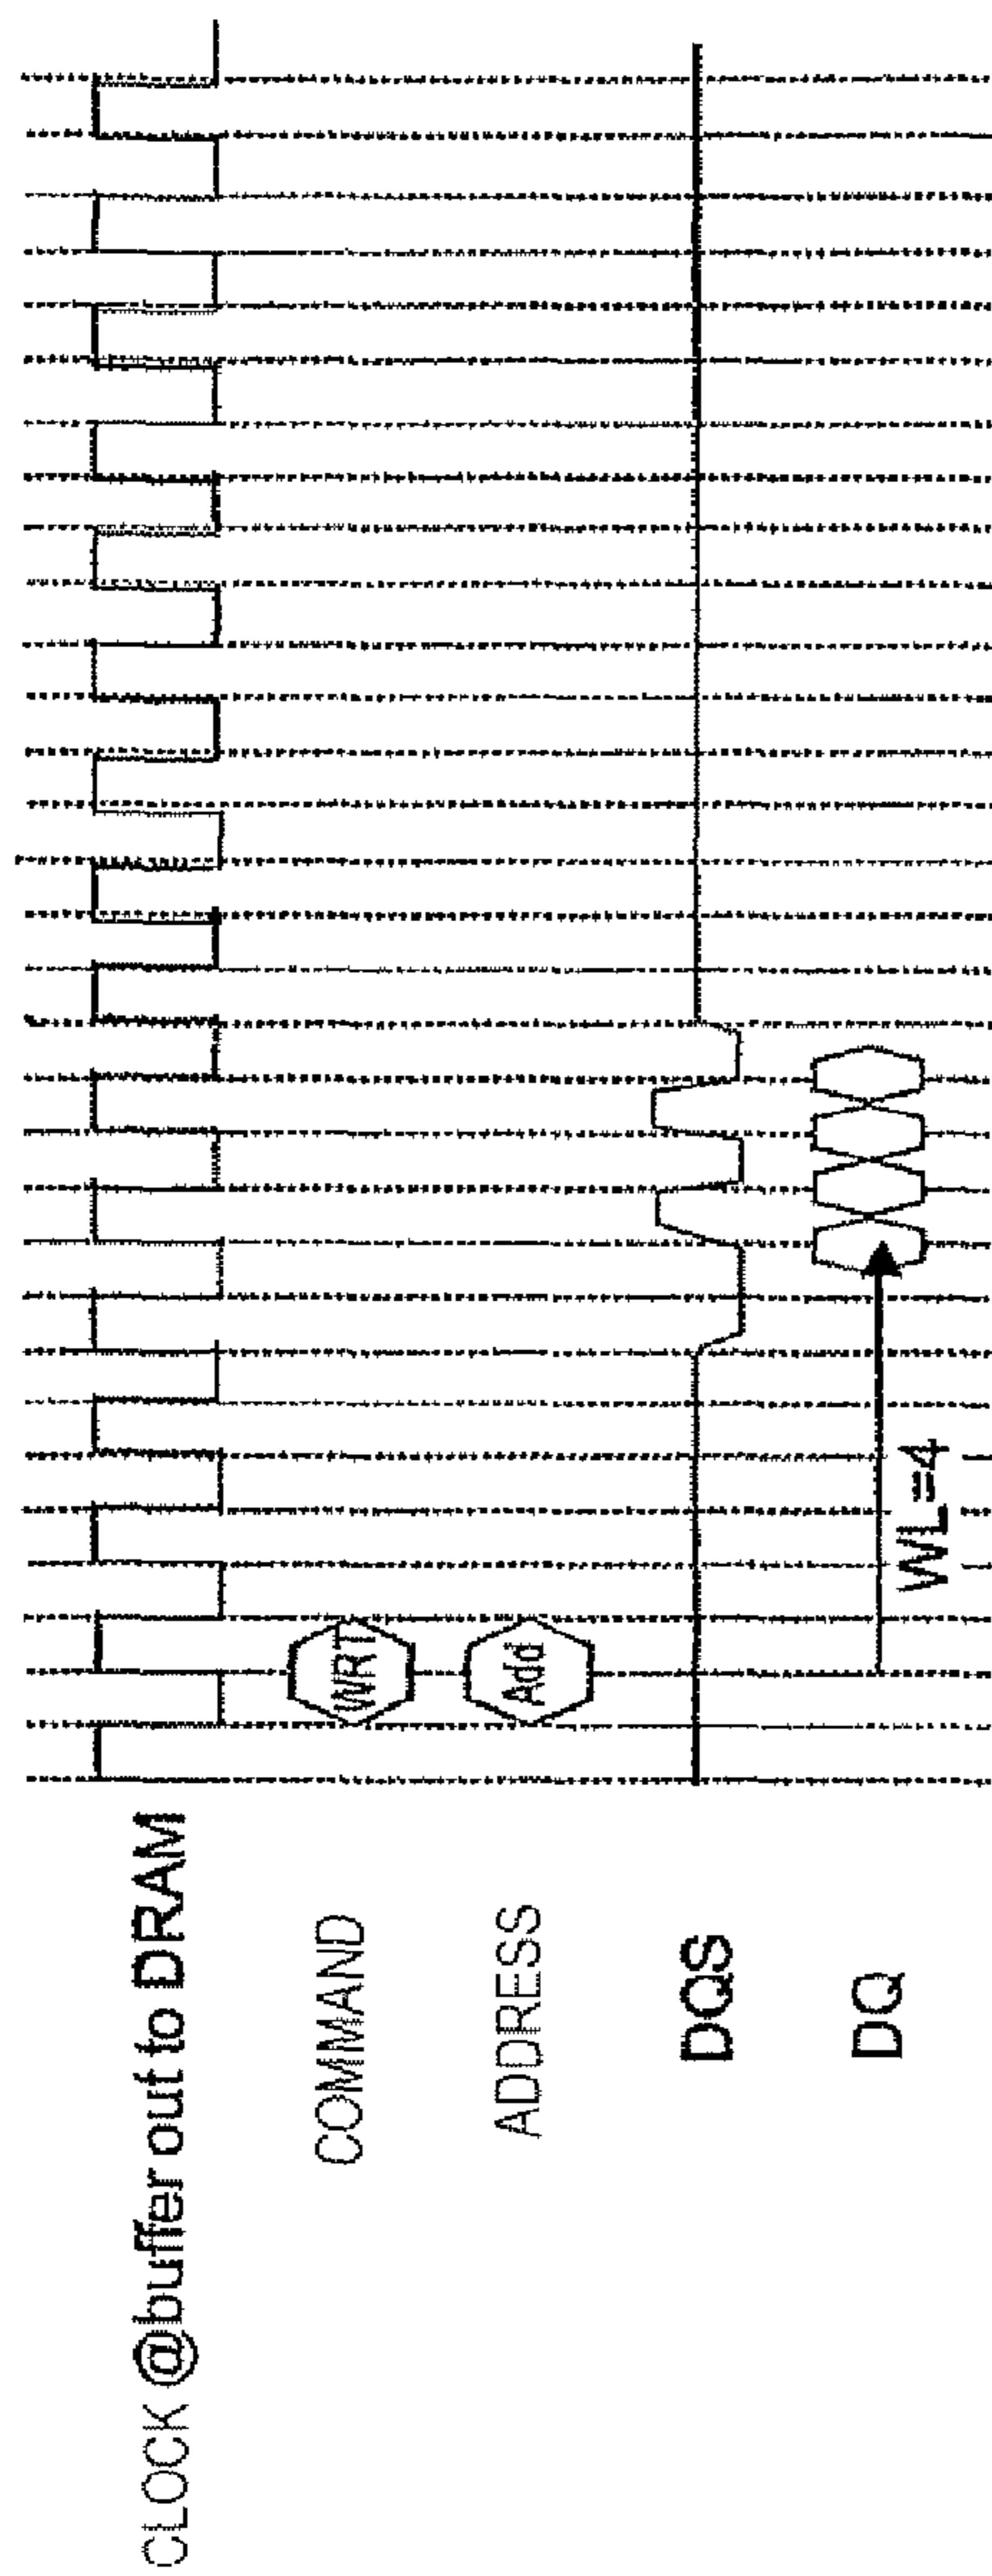 CLOCK @buffer out to DRAM
COMMAND
WRT
ADDRESS
Add
DQS
DQ
WL=4